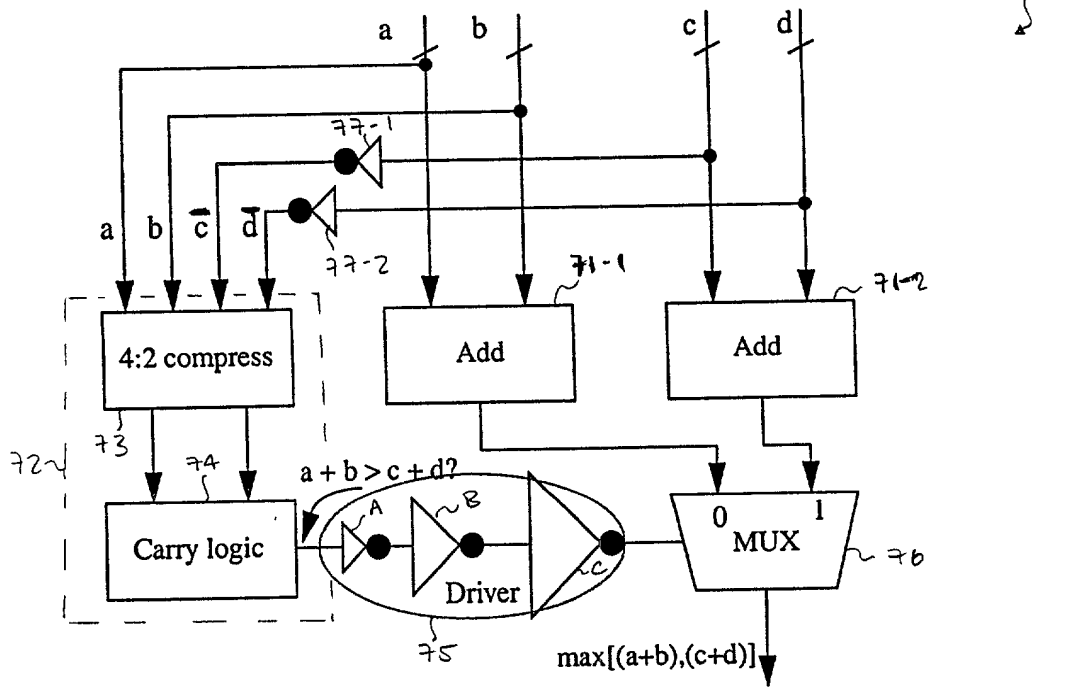 a b c d
77-1
a b c̅ d̅
77-2
71-1
71-2
4:2 compress
Add
Add
73
72
74
a + b > c + d?
A
B
0 1
Carry logic
MUX
C
76
Driver
75
max[(a+b),(c+d)]